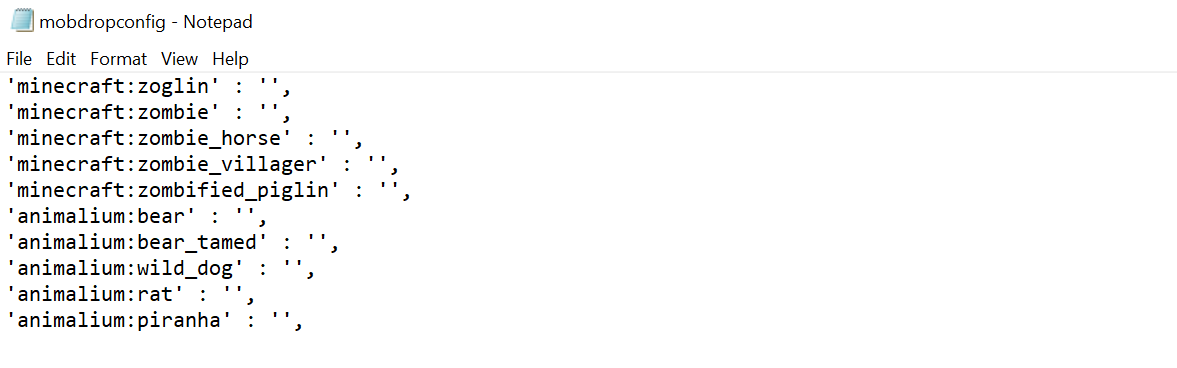 mobdropconfig - Notepad
File Edit Format View Help
'minecraft:zoglin' : '',
'minecraft:zombie' : '',
'minecraft:zombie_horse' : '',
'minecraft:zombie_villager' : '',
'minecraft:zombified_piglin' : '',
'animalium:bear' : '',
'animalium:bear_tamed' : '',
'animalium:wild_dog' : '',
'animalium:rat' : '',
'animalium:piranha' : '',